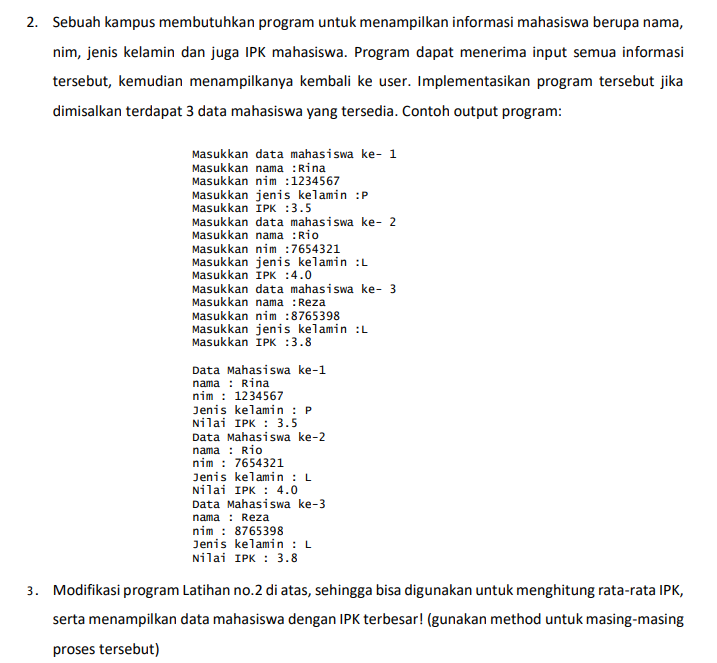 2. Sebuah kampus membutuhkan program untuk menampilkan informasi mahasiswa berupa nama,
nim, jenis kelamin dan juga IPK mahasiswa. Program dapat menerima input semua informasi
tersebut, kemudian menampilkanya kembali ke user. Implementasikan program tersebut jika
dimisalkan terdapat 3 data mahasiswa yang tersedia. Contoh output program:
Masukkan data mahasiswa ke- 1
Masukkan nama :Rina
Masukkan nim :1234567
Masukkan jenis kelamin :P
Masukkan IPK :3.5
Masukkan data mahasiswa ke- 2
Masukkan nama :Rio
Masukkan nim :7654321
Masukkan jenis kelamin :L
Masukkan IPK :4.0
Masukkan data mahasiswa ke- 3
Masukkan nama :Reza
Masukkan nim :8765398
Masukkan jenis kelamin :L
Masukkan IPK :3.8
Data Mahasiswa ke-1
nama : Rina
nim : 1234567
Jenis kelamin : P
Nilai IPK : 3.5
Data Mahasiswa ke-2
nama : Rio
nim : 7654321
Jenis kelamin : L
Nilai IPK : 4.0
Data Mahasiswa ke-3
nama : Reza
nim : 8765398
Jenis kelamin : L
Nilai IPK : 3.8
3. Modifikasi program Latihan no.2 di atas, sehingga bisa digunakan untuk menghitung rata-rata IPK,
serta menampilkan data mahasiswa dengan IPK terbesar! (gunakan method untuk masing-masing
proses tersebut)